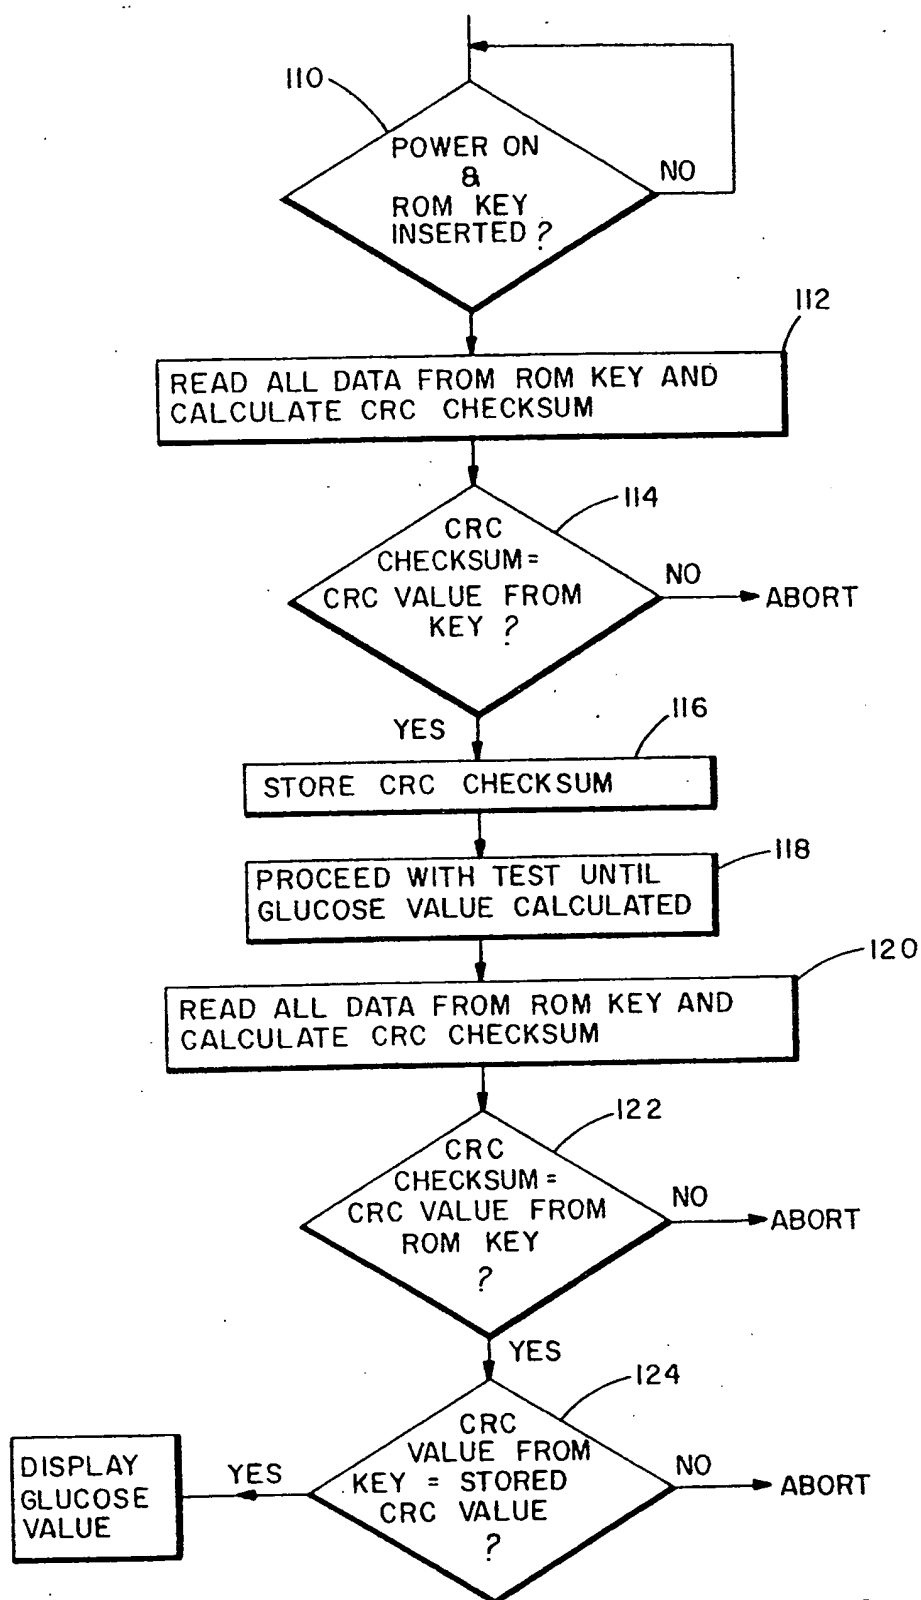 110
POWER ON
&
ROM KEY
INSERTED?
NO
112
READ ALL DATA FROM ROM KEY AND
CALCULATE CRC CHECKSUM
114
CRC
CHECKSUM=
CRC VALUE FROM
KEY ?
NO
ABORT
YES
116
STORE CRC CHECKSUM
118
PROCEED WITH TEST UNTIL
GLUCOSE VALUE CALCULATED
120
READ ALL DATA FROM ROM KEY AND
CALCULATE CRC CHECKSUM
122
CRC
CHECKSUM=
CRC VALUE FROM
ROM KEY
?
NO
ABORT
YES
124
CRC
VALUE FROM
KEY = STORED
CRC VALUE
?
NO
ABORT
YES
DISPLAY
GLUCOSE
VALUE